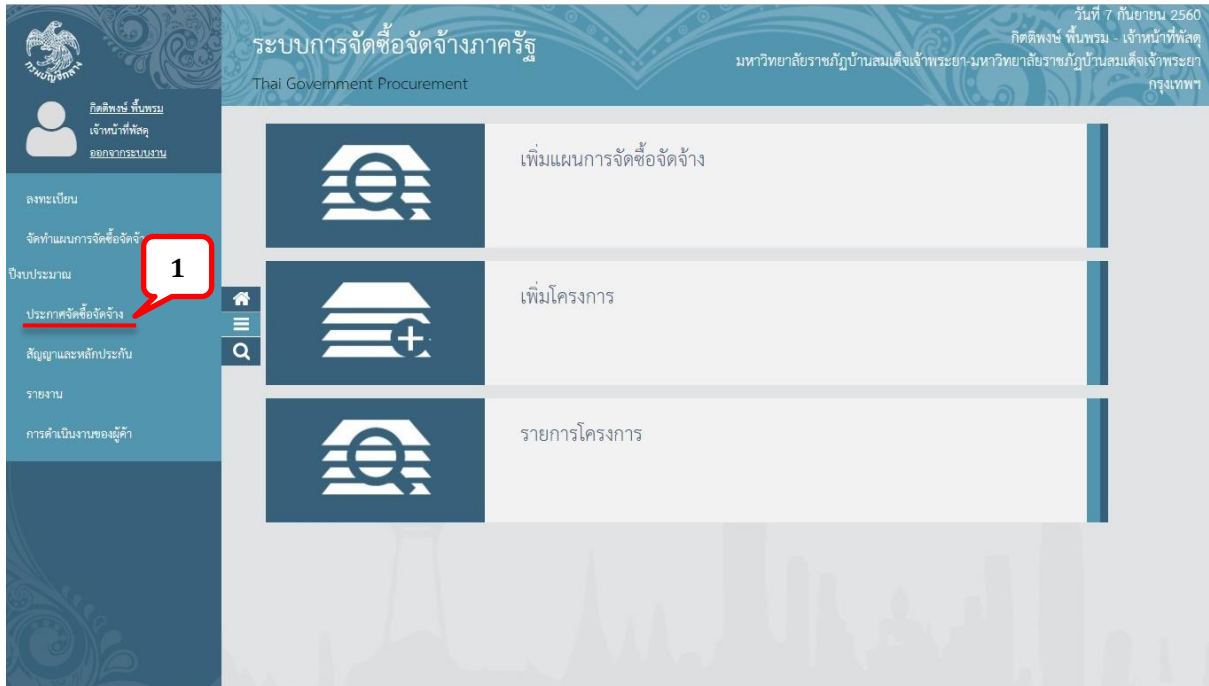 วันที่ 7 กันยายน 2560
ระบบการจัดซื้อจัดจ้างภาครัฐ
กิตติพงษ์ พื้นพรม - เจ้าหน้าที่พัสดุ
มหาวิทยาลัยราชภัฏบ้านสมเด็จเจ้าพระยา-มหาวิทยาลัยราชภัฏบ้านสมเด็จเจ้าพระยา
Thai Government Procurement
กรุงเทพฯ
กรมบัญชีกลาง
กิตติพงษ์ พื้นพรม
เจ้าหน้าที่พัสดุ
ออกจากระบบงาน
ลงทะเบียน
จัดทำแผนการจัดซื้อจัดจ้าง
ปีงบประมาณ
1
ประกาศจัดซื้อจัดจ้าง
สัญญาและหลักประกัน
รายงาน
การดำเนินงานของผู้ค้า
เพิ่มแผนการจัดซื้อจัดจ้าง
เพิ่มโครงการ
รายการโครงการ